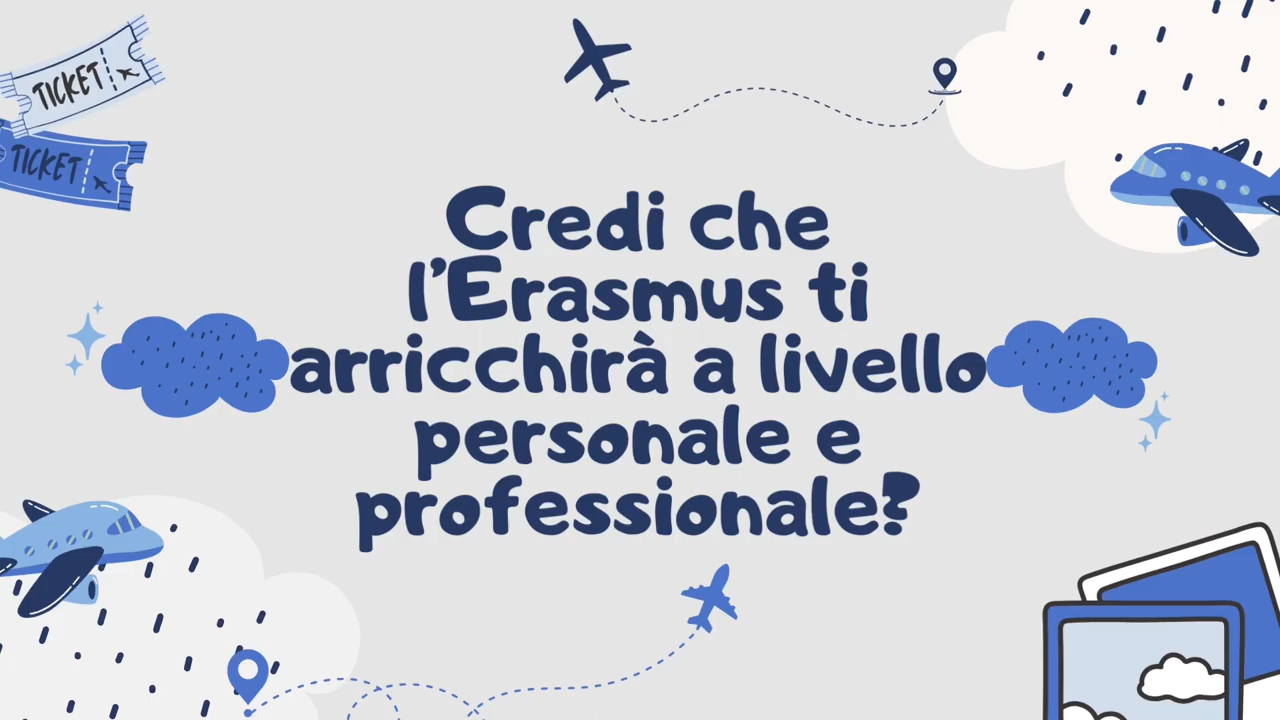 TICKET
TICKET
Credi che
l'Erasmus ti
arricchirà a livello
personale e
professionale?